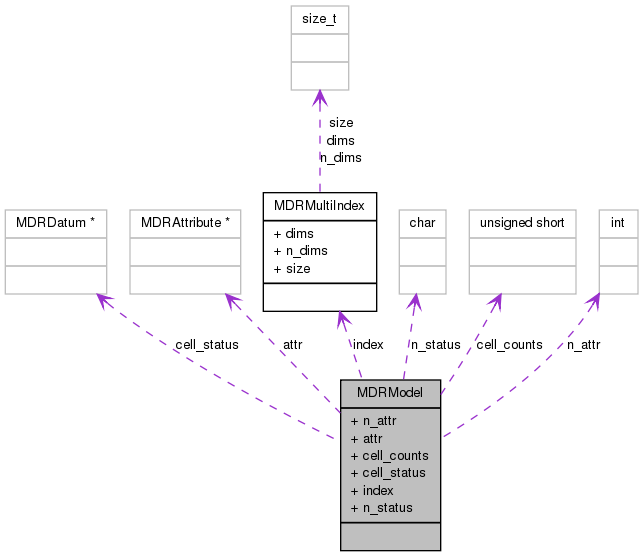 size_t
size
dims
n_dims
MDRMultiIndex
+ dims
+ n_dims
+ size
MDRDatum *
MDRAttribute *
char
unsigned short
int
cell_status
attr
index
n_status
cell_counts
n_attr
MDRModel
+ n_attr
+ attr
+ cell_counts
+ cell_status
+ index
+ n_status